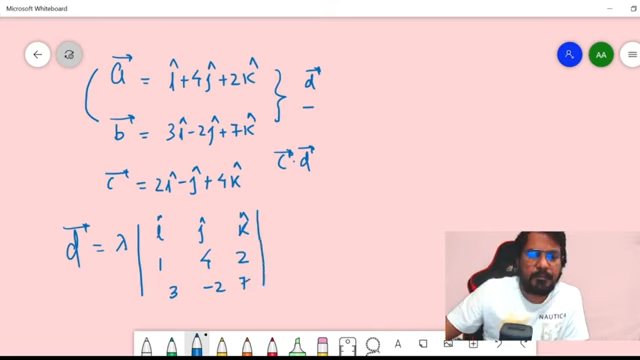 Microsoft Whiteboard
AA
a⃗ = î + 4ĵ + 2k̂ } d⃗
b⃗ = 3î - 2ĵ + 7k̂
c⃗ = 2î - ĵ + 4k̂ c⃗ · d⃗
d⃗ = λ | î ĵ k̂ |
1 4 2
3 -2 7
NAUTICA
A